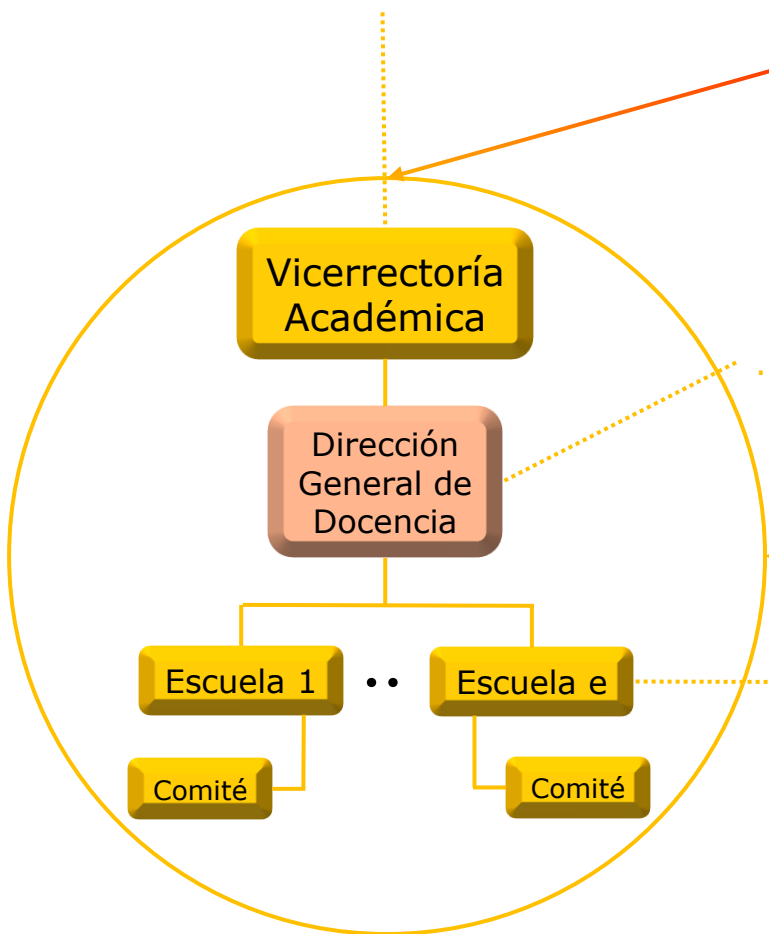 Vicerrectoría
Académica
Dirección
General de
Docencia
Escuela 1
..
Escuela e
Comité
Comité